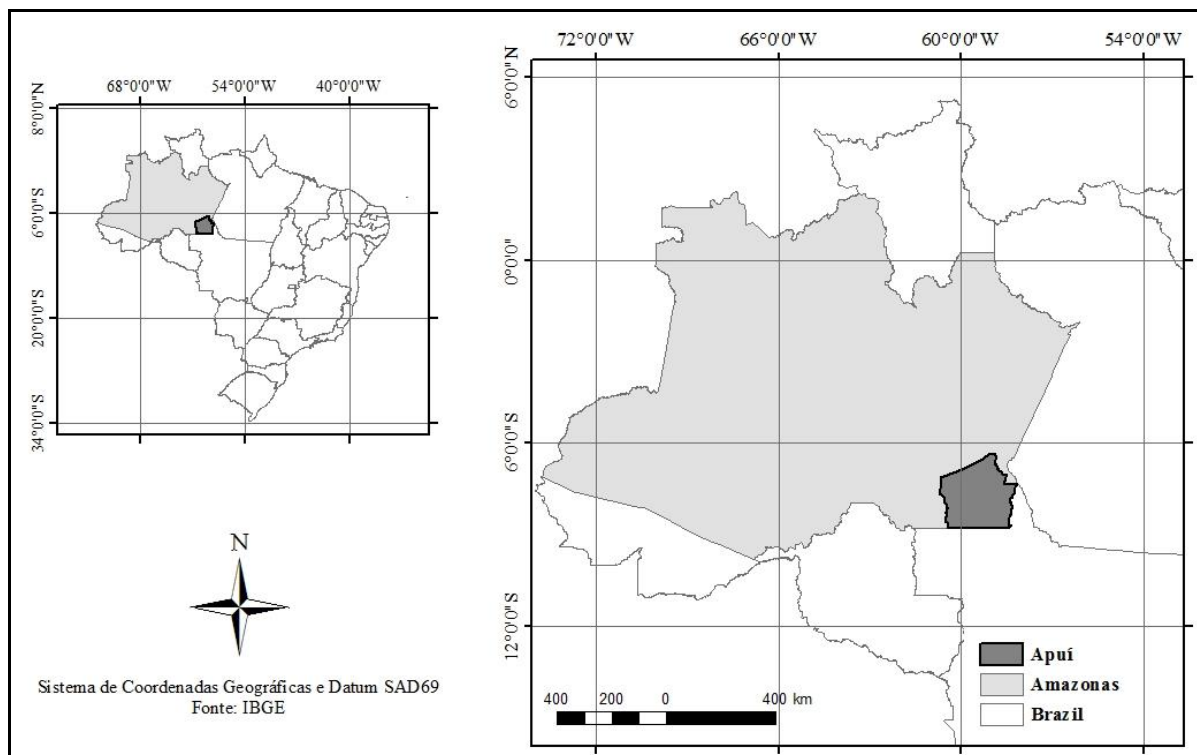 68°0'0"W 54°0'0"W 40°0'0"W
8°0'0"N
6°0'0"S
20°0'0"S
34°0'0"S
N
Sistema de Coordenadas Geográficas e Datum SAD69
Fonte: IBGE
72°0'0"W 66°0'0"W 60°0'0"W 54°0'0"W
6°0'0"N
0°0'0"
6°0'0"S
12°0'0"S
Apuí
Amazonas
Brazil
400 200 0 400 km